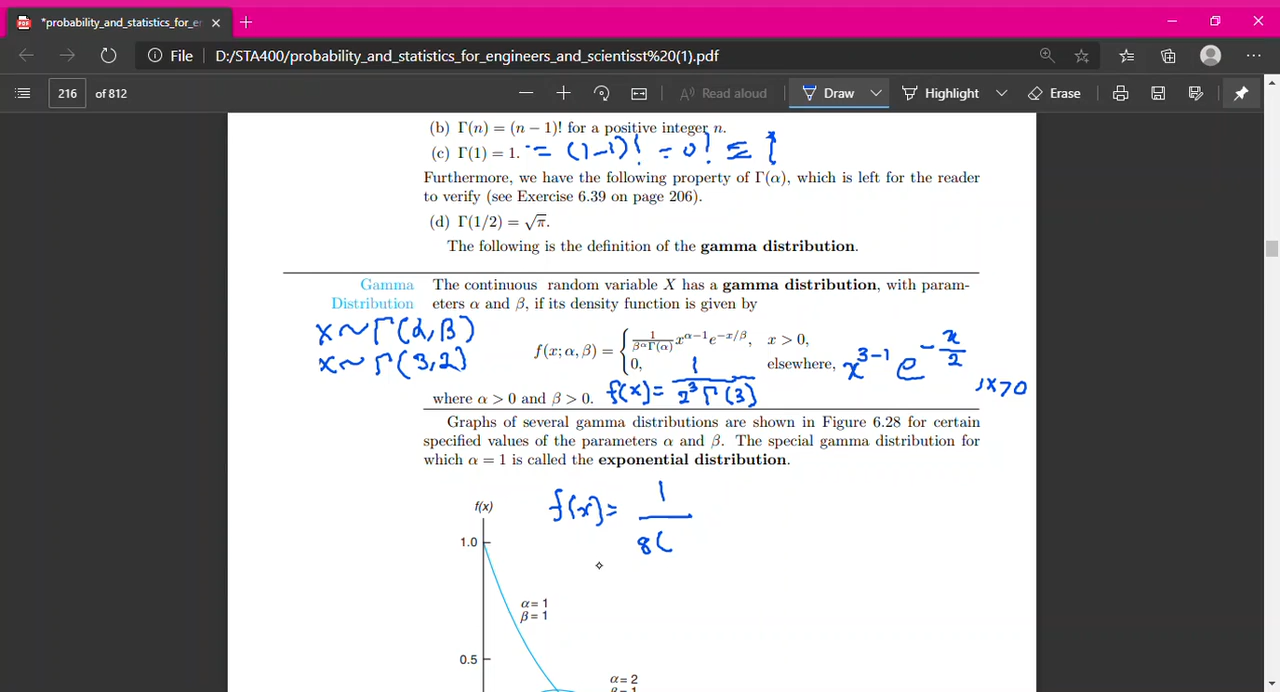 *probability_and_statistics_for_er
File D:/STA400/probability_and_statistics_for_engineers_and_scientisst%20(1).pdf
216 of 812 Read aloud Draw Highlight Erase
(b) Γ(n) = (n − 1)! for a positive integer n.
(c) Γ(1) = 1. = (1-1)! = 0! = 1
Furthermore, we have the following property of Γ(α), which is left for the reader
to verify (see Exercise 6.39 on page 206).
(d) Γ(1/2) = √π.
The following is the definition of the gamma distribution.
Gamma Distribution
The continuous random variable X has a gamma distribution, with param-
eters α and β, if its density function is given by
x~Γ(α,β)
x~Γ(3,2)
f(x; α, β) = { 1/(β^αΓ(α)) x^(α−1) e^(−x/β), x > 0,
0, elsewhere,
where α > 0 and β > 0.
f(x) = 1/(2^3 Γ(3)) x^(3-1) e^(-x/2) , x>0
Graphs of several gamma distributions are shown in Figure 6.28 for certain
specified values of the parameters α and β. The special gamma distribution for
which α = 1 is called the exponential distribution.
f(x) = 1/8(
f(x)
1.0
α = 1
β = 1
0.5
α = 2
β = 1